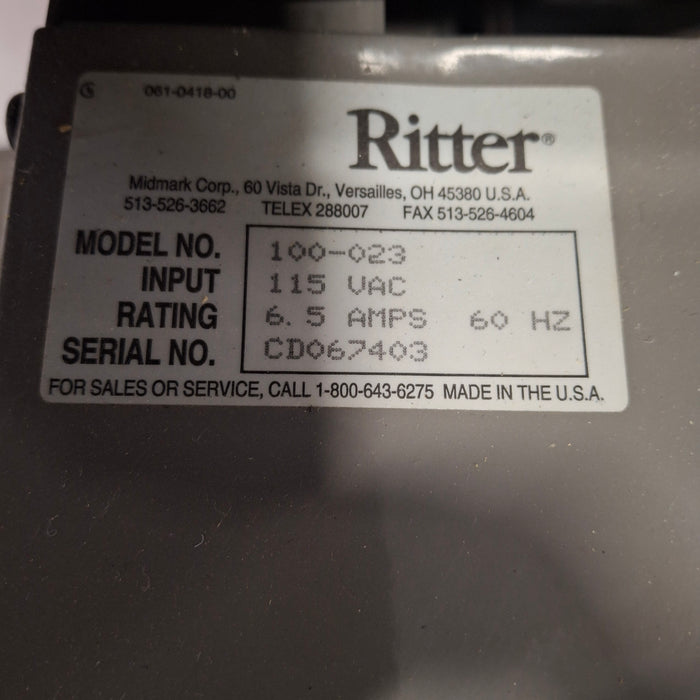 061-0418-00
Ritter®
Midmark Corp., 60 Vista Dr., Versailles, OH 45380 U.S.A.
513-526-3662 TELEX 288007 FAX 513-526-4604
MODEL NO. 100-023
INPUT 115 VAC
RATING 6.5 AMPS 60 HZ
SERIAL NO. CD067403
FOR SALES OR SERVICE, CALL 1-800-643-6275 MADE IN THE U.S.A.